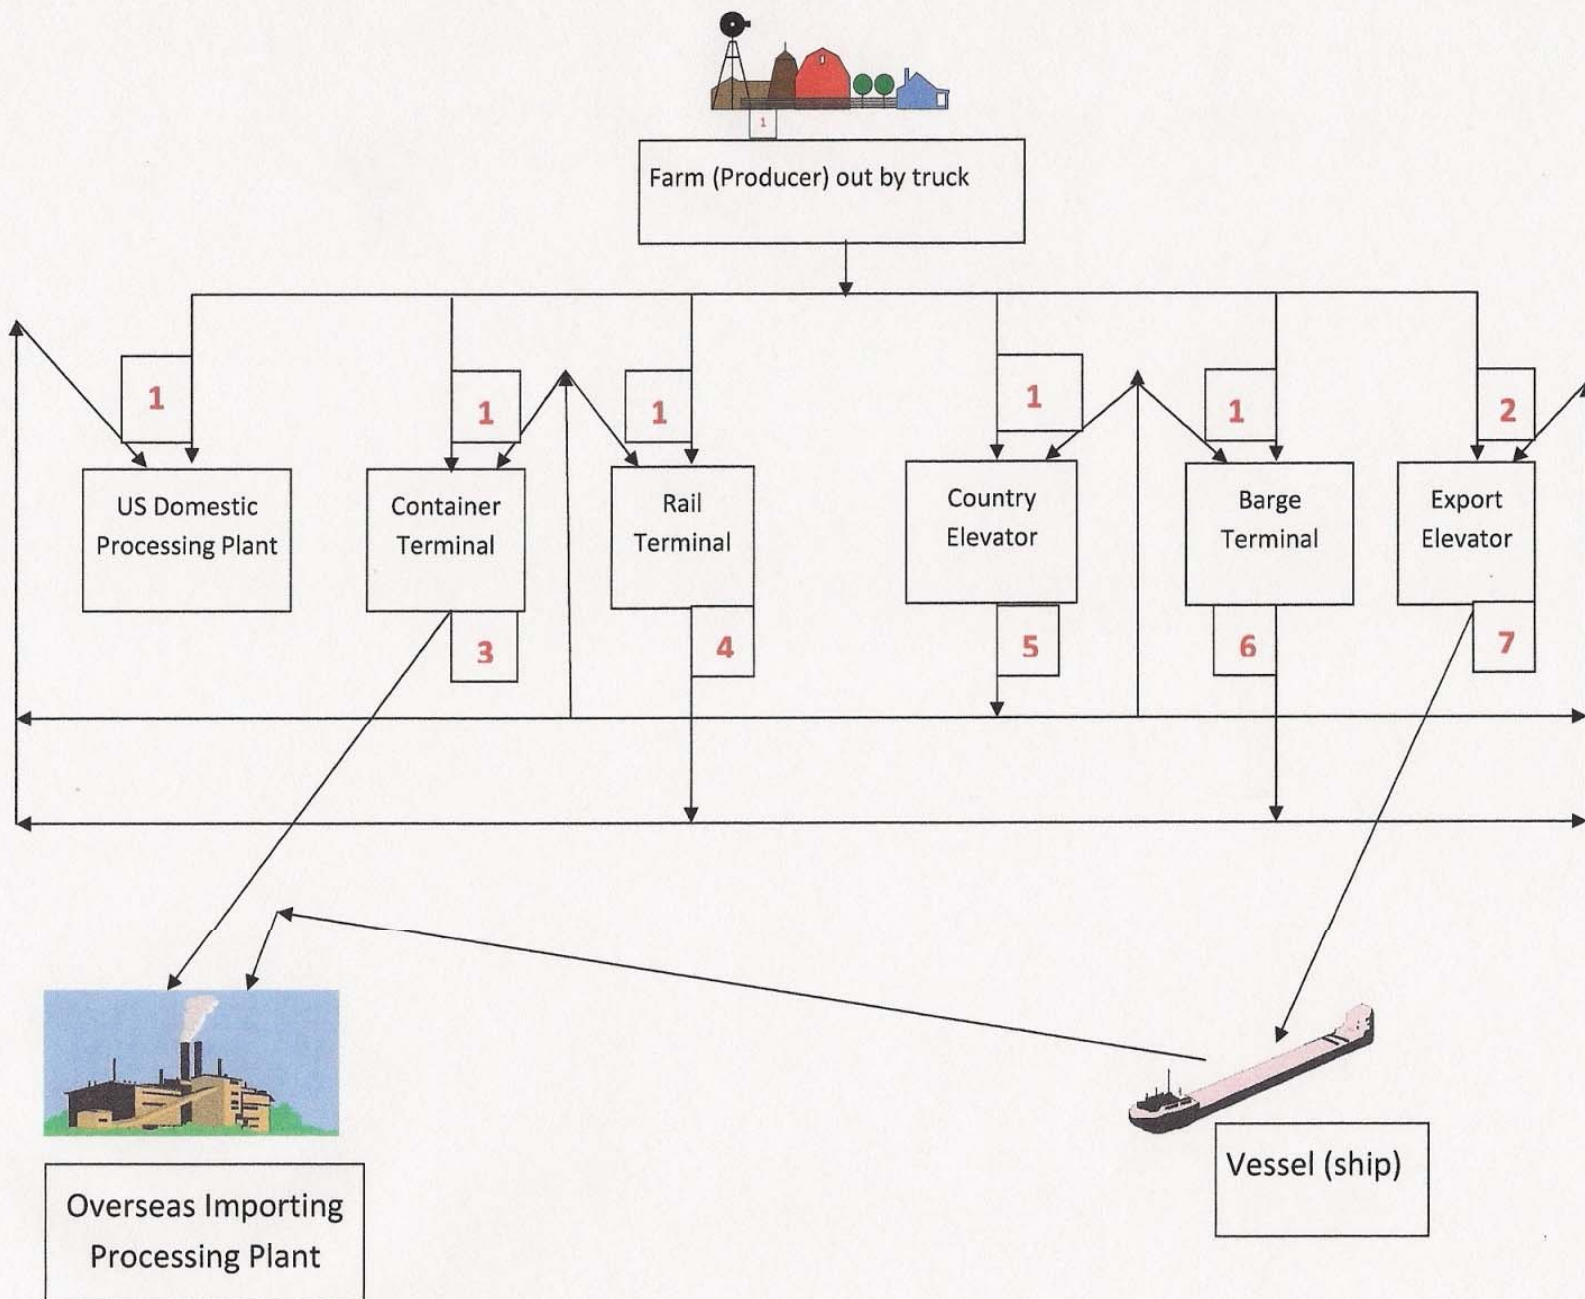 1
Farm (Producer) out by truck
1
1
1
1
1
2
US Domestic
Processing Plant
Container
Terminal
Rail
Terminal
Country
Elevator
Barge
Terminal
Export
Elevator
3
4
5
6
7
Vessel (ship)
Overseas Importing
Processing Plant